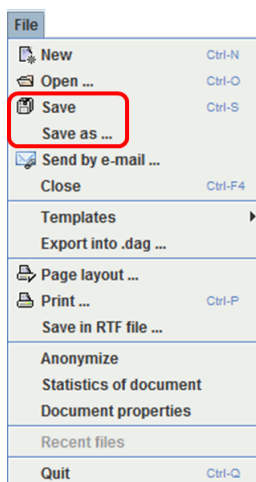 File
New Ctrl-N
Open ... Ctrl-O
Save Ctrl-S
Save as ...
Send by e-mail ...
Close Ctrl-F4
Templates
Export into .dag ...
Page layout ...
Print ... Ctrl-P
Save in RTF file ...
Anonymize
Statistics of document
Document properties
Recent files
Quit Ctrl-Q